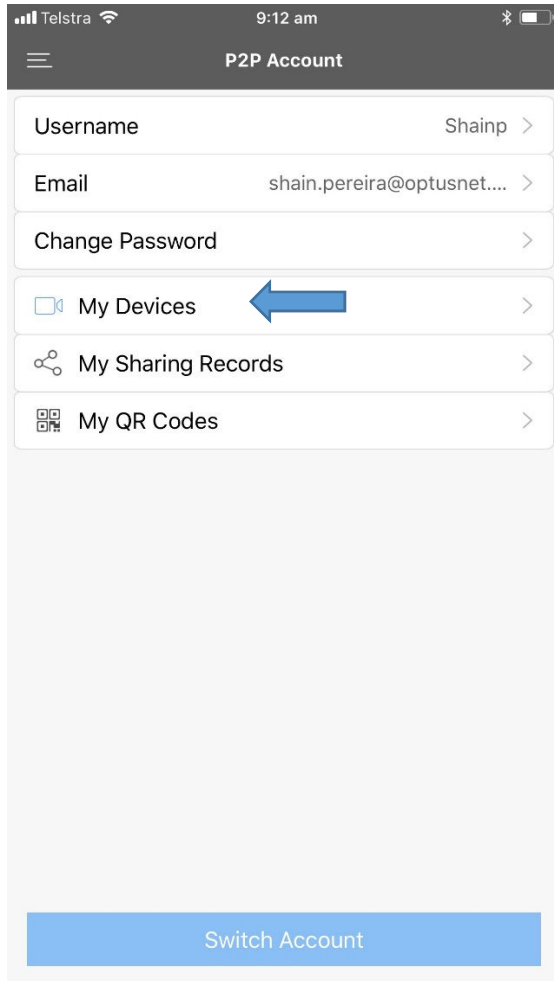 Telstra 9:12 am
P2P Account
Username Shainp
Email shain.pereira@optusnet....
Change Password
My Devices
My Sharing Records
My QR Codes
Switch Account